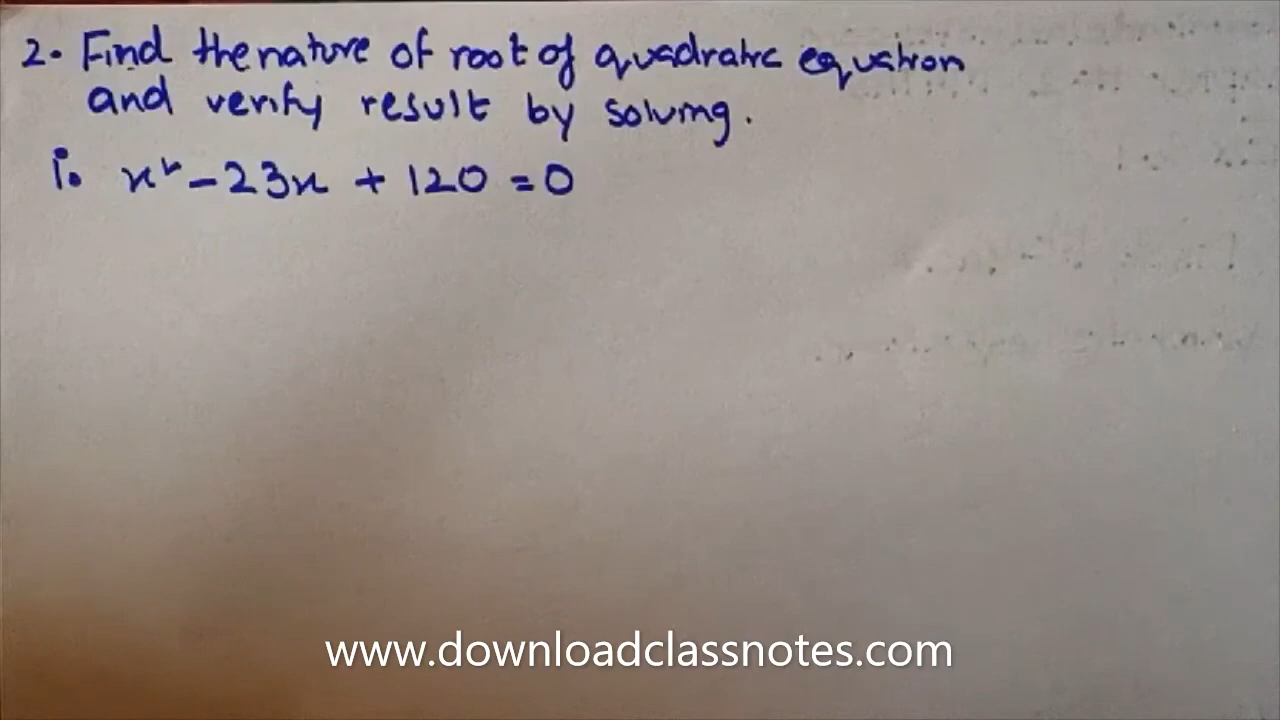 2. Find the nature of root of quadratic equation
and verify result by solving.
i. x² - 23x + 120 = 0
www.downloadclassnotes.com